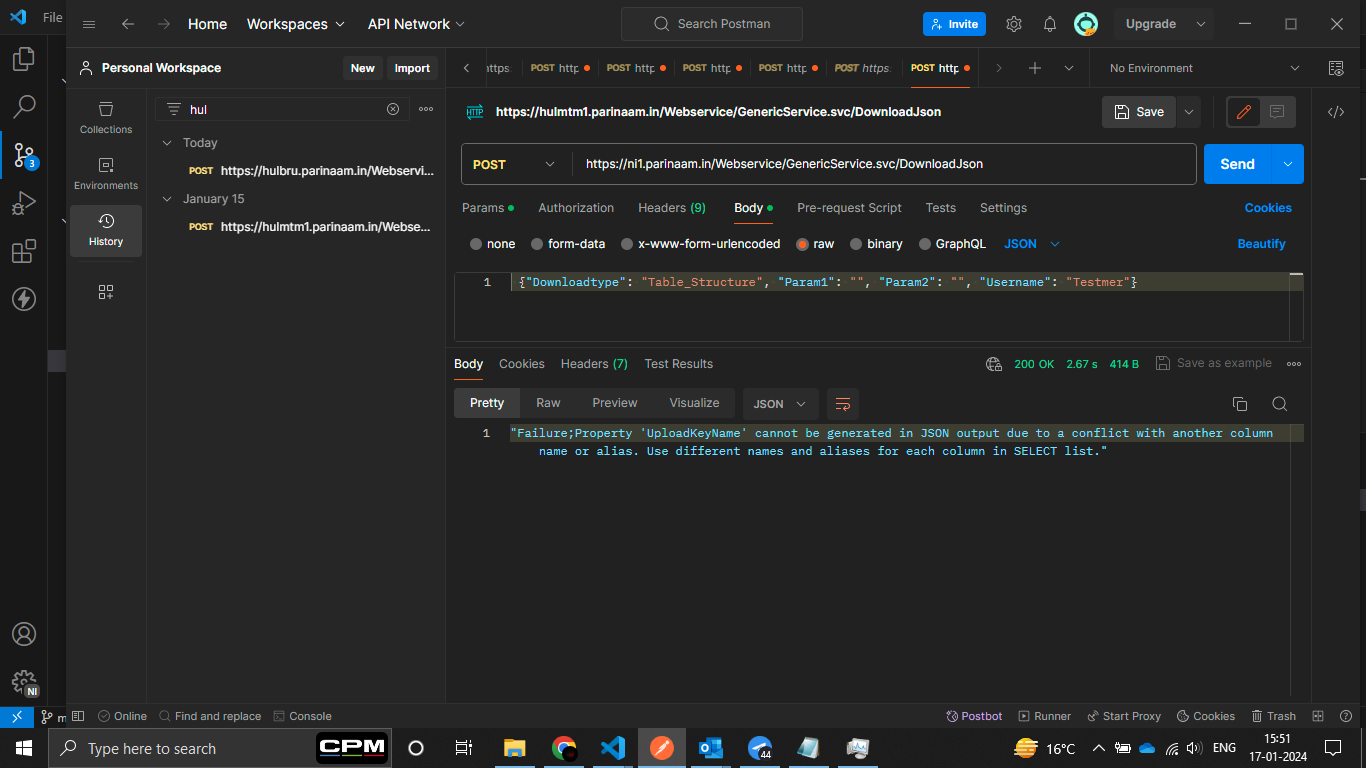 File
Home
Workspaces
API Network
Search Postman
Invite
Upgrade
Personal Workspace
New
Import
https:
POST http
POST http
POST http
POST http
POST https:
POST http
No Environment
Collections
Environments
History
hul
Today
POST https://hulbru.parinaam.in/Webservi...
January 15
POST https://hulmtm1.parinaam.in/Webse...
HTTP https://hulmtm1.parinaam.in/Webservice/GenericService.svc/DownloadJson
Save
POST
https://ni1.parinaam.in/Webservice/GenericService.svc/DownloadJson
Send
Params
Authorization
Headers (9)
Body
Pre-request Script
Tests
Settings
Cookies
none
form-data
x-www-form-urlencoded
raw
binary
GraphQL
JSON
Beautify
1 {"Downloadtype": "Table_Structure", "Param1": "", "Param2": "", "Username": "Testmer"}
Body
Cookies
Headers (7)
Test Results
200 OK
2.67 s
414 B
Save as example
Pretty
Raw
Preview
Visualize
JSON
1 "Failure;Property 'UploadKeyName' cannot be generated in JSON output due to a conflict with another column
name or alias. Use different names and aliases for each column in SELECT list."
3
NI
m
Online
Find and replace
Console
Postbot
Runner
Start Proxy
Cookies
Trash
Type here to search
CPM
44
16°C
ENG
15:51
17-01-2024